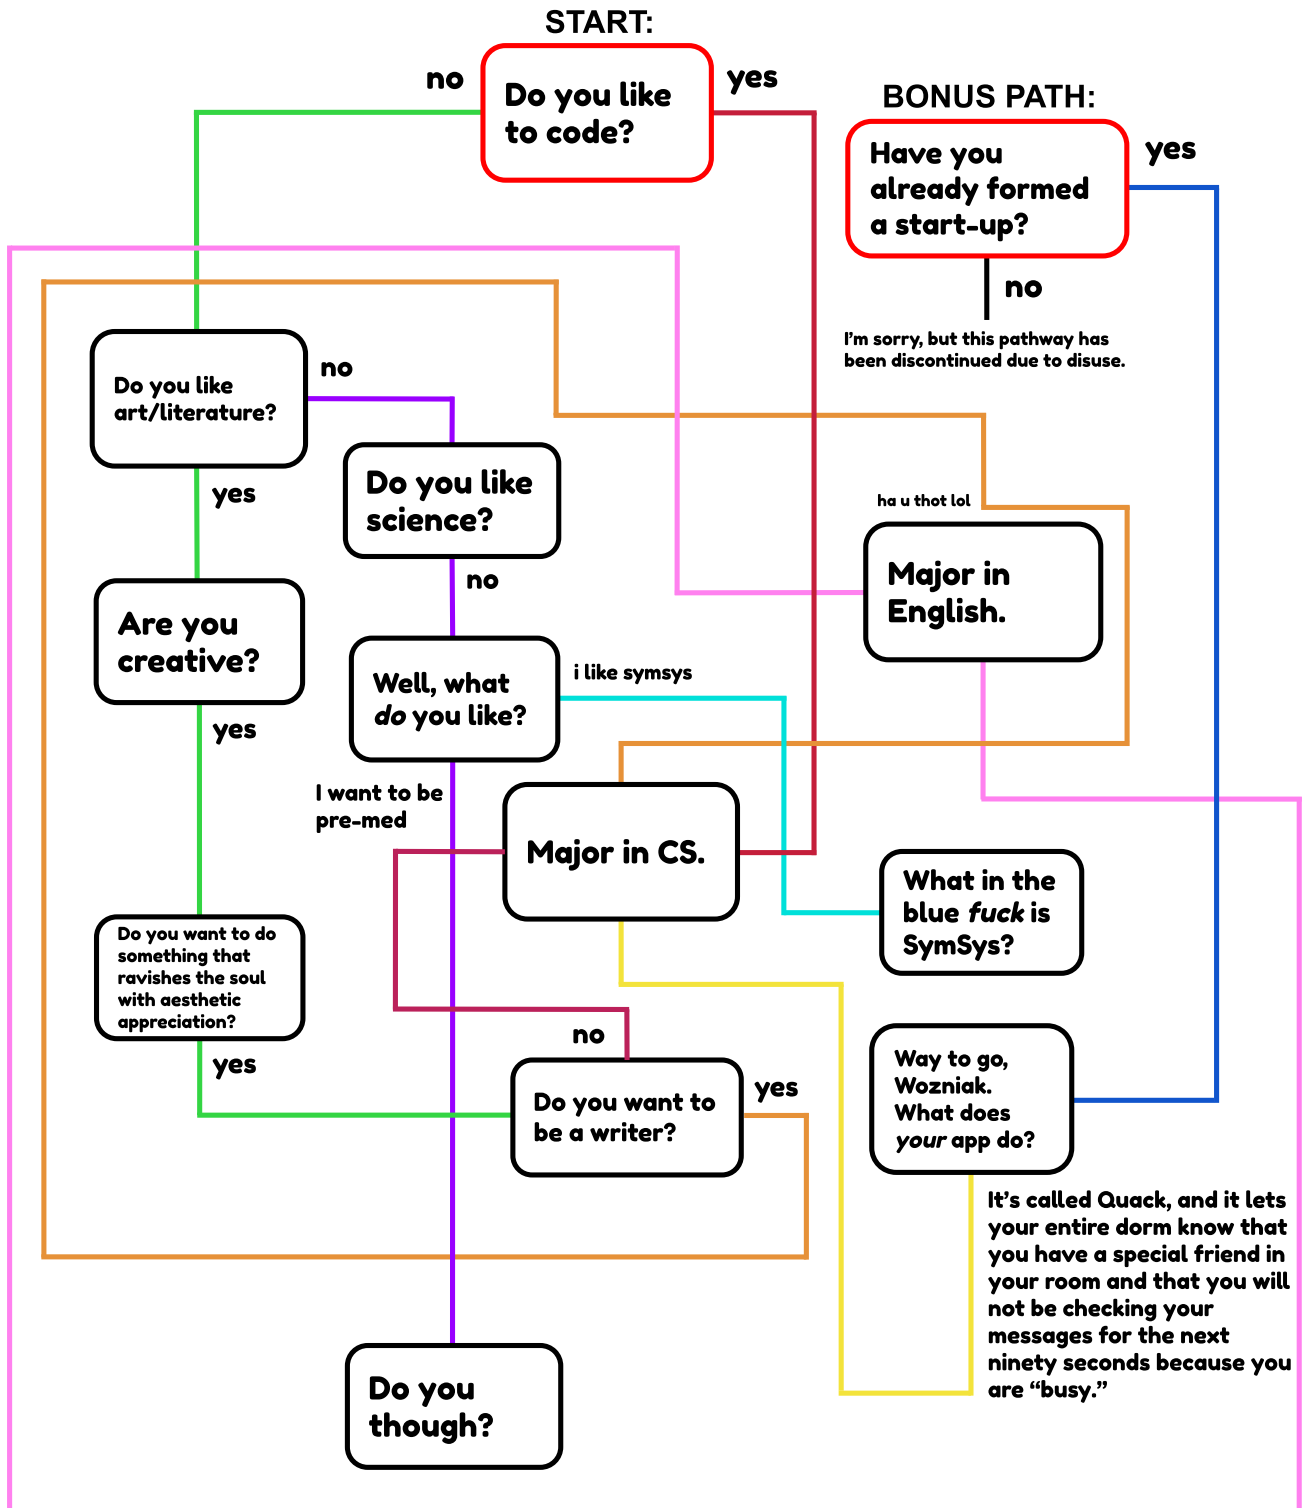 START:
no
Do you like
to code?
yes
BONUS PATH:
Have you
already formed
a start-up?
yes
no
I'm sorry, but this pathway has
been discontinued due to disuse.
Do you like
art/literature?
no
yes
Do you like
science?
no
ha u thot lol
Major in
English.
Are you
creative?
yes
Well, what
do you like?
i like symsys
I want to be
pre-med
Major in CS.
What in the
blue fuck is
SymSys?
Do you want to do
something that
ravishes the soul
with aesthetic
appreciation?
yes
no
Do you want to
be a writer?
yes
Way to go,
Wozniak.
What does
your app do?
It's called Quack, and it lets
your entire dorm know that
you have a special friend in
your room and that you will
not be checking your
messages for the next
ninety seconds because you
are “busy.”
Do you
though?